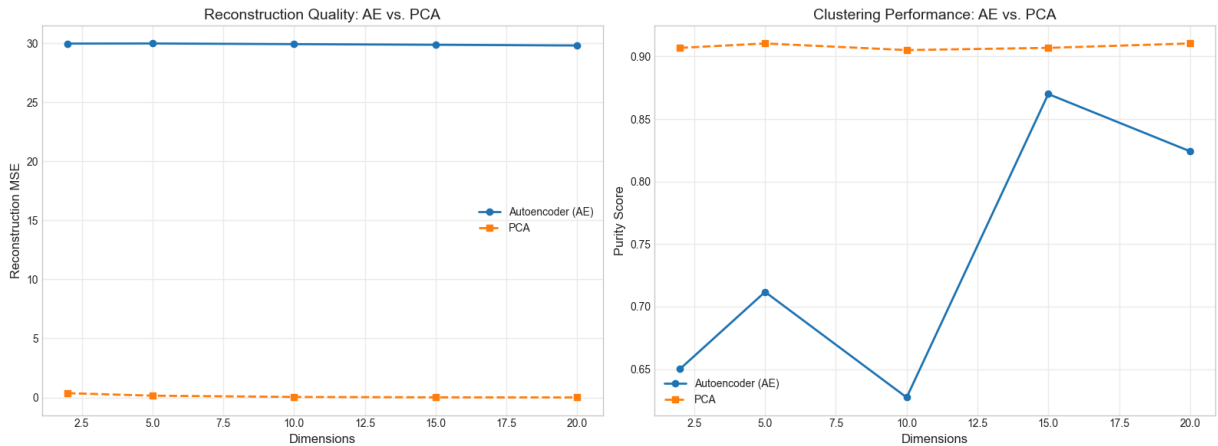 Reconstruction Quality: AE vs. PCA
Reconstruction MSE
30
25
20
15
10
5
0
Autoencoder (AE)
PCA
2.5 5.0 7.5 10.0 12.5 15.0 17.5 20.0
Dimensions
Clustering Performance: AE vs. PCA
Purity Score
0.90
0.85
0.80
0.75
0.70
0.65
Autoencoder (AE)
PCA
2.5 5.0 7.5 10.0 12.5 15.0 17.5 20.0
Dimensions